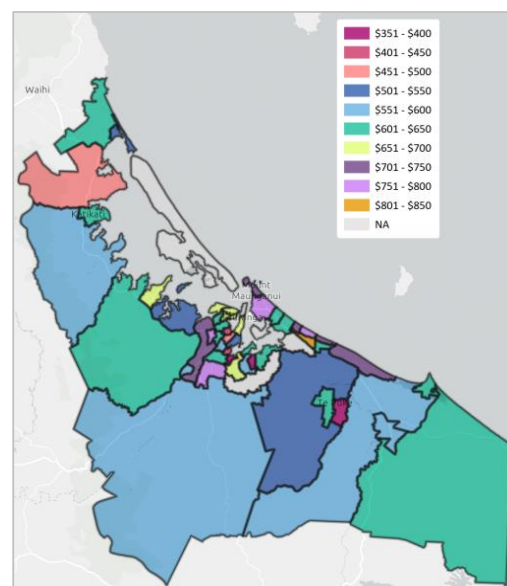 $351 - $400
$401 - $450
$451 - $500
$501 - $550
$551 - $600
$601 - $650
$651 - $700
$701 - $750
$751 - $800
$801 - $850
NA
Waihi
Katikati
Mount
Maunganui